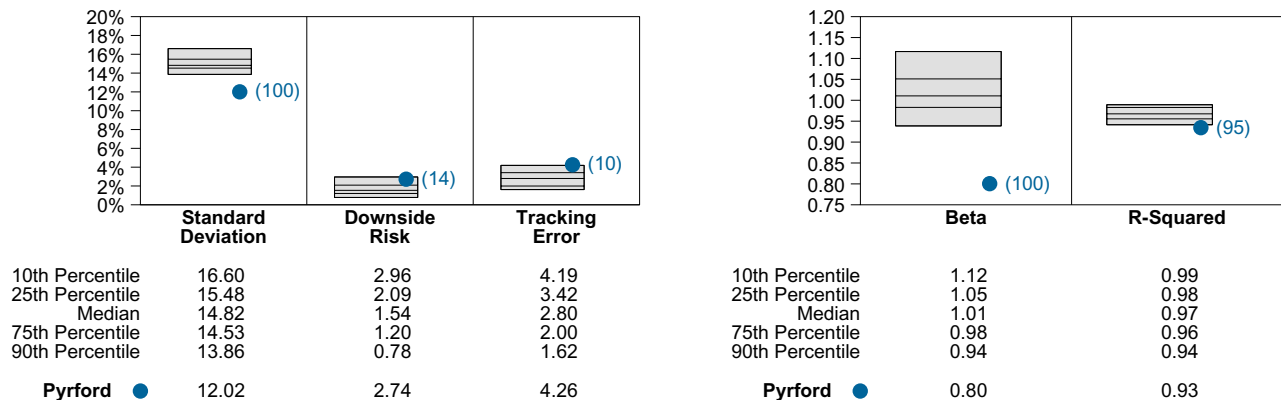 20%
18%
16%
14%
12%
10%
8%
6%
4%
2%
0%
(100)
(14)
(10)
Standard Deviation
Downside Risk
Tracking Error
10th Percentile 16.60 2.96 4.19
25th Percentile 15.48 2.09 3.42
Median 14.82 1.54 2.80
75th Percentile 14.53 1.20 2.00
90th Percentile 13.86 0.78 1.62
Pyrford 12.02 2.74 4.26
1.20
1.15
1.10
1.05
1.00
0.95
0.90
0.85
0.80
0.75
(100)
(95)
Beta
R-Squared
10th Percentile 1.12 0.99
25th Percentile 1.05 0.98
Median 1.01 0.97
75th Percentile 0.98 0.96
90th Percentile 0.94 0.94
Pyrford 0.80 0.93